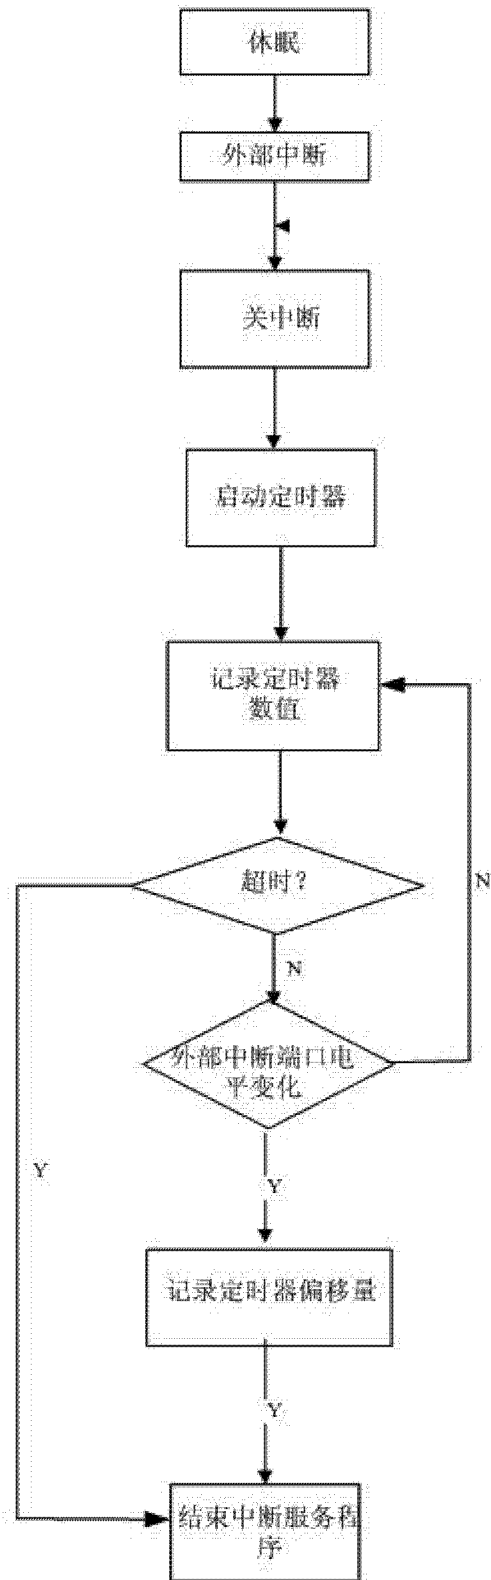 休眠
外部中断
关中断
启动定时器
记录定时器
数值
超时?
N
N
外部中断端口电
平变化
Y
Y
记录定时器偏移量
Y
结束中断服务程
序